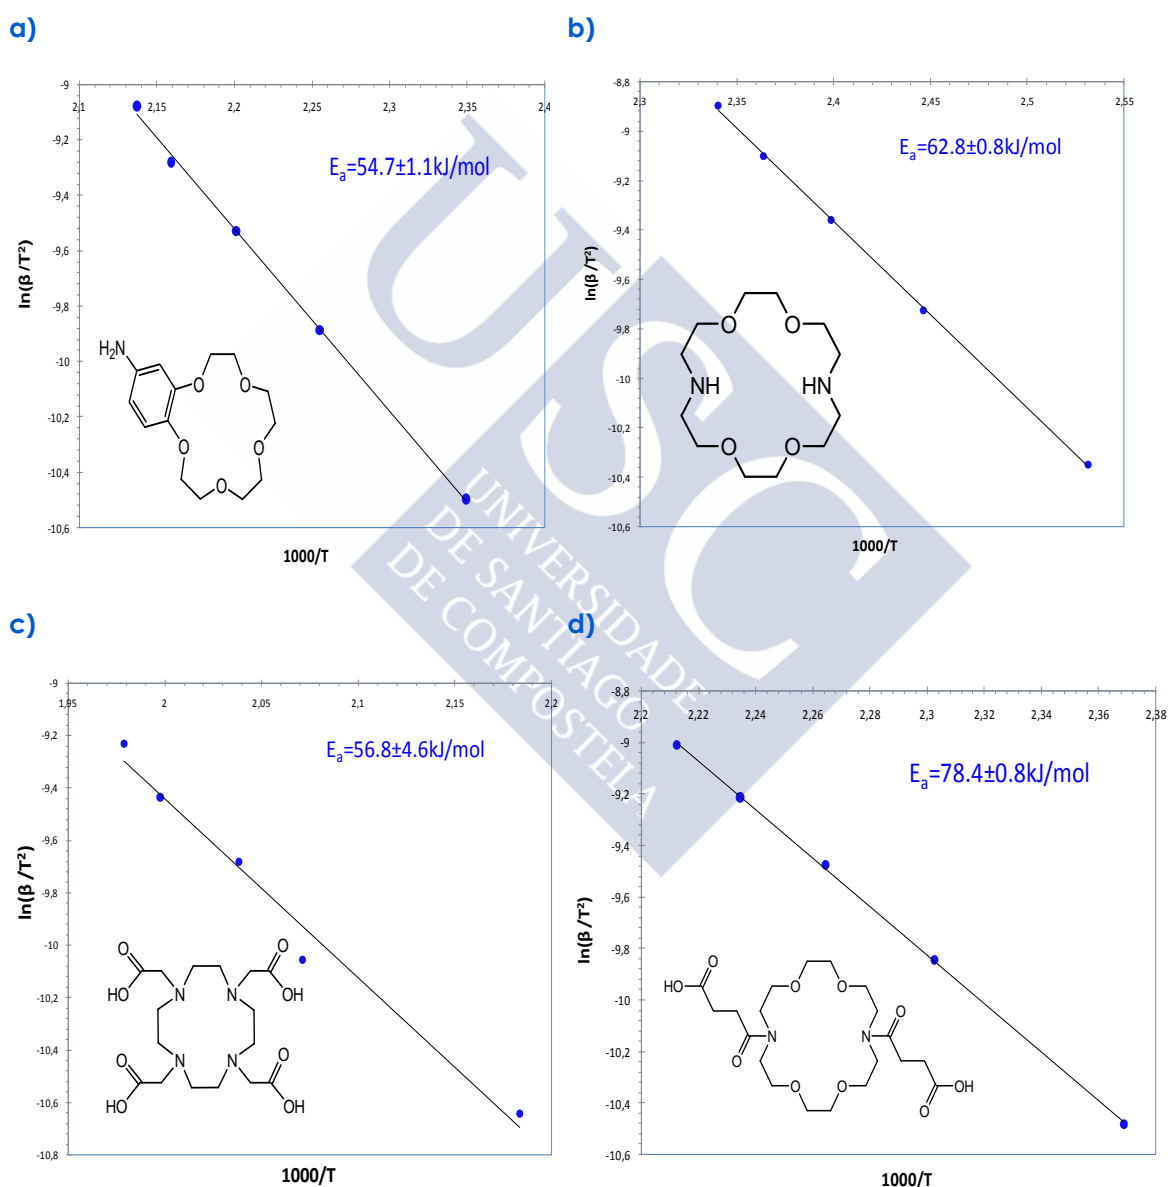 a)
-9
2,1
2,15
2,2
2,25
2,3
2,35
2,4
-9,2
-9,4
-9,6
-9,8
-10
-10,2
-10,4
-10,6
Ea=54.7±1.1kJ/mol
ln(β/T²)
H₂N
O
O
O
O
O
1000/T
b)
-8,8
2,3
2,35
2,4
2,45
2,5
2,55
-9
-9,2
-9,4
-9,6
-9,8
-10
-10,2
-10,4
-10,6
Ea=62.8±0.8kJ/mol
ln(β/T²)
O
O
NH
HN
O
O
1000/T
USC
UNIVERSIDADE
DE SANTIAGO
DE COMPOSTELA
c)
-9
1,95
2
2,05
2,1
2,15
2,2
-9,2
-9,4
-9,6
-9,8
-10
-10,2
-10,4
-10,6
-10,8
Ea=56.8±4.6kJ/mol
ln(β/T²)
O
O
HO
OH
N
N
N
N
O
O
HO
OH
1000/T
d)
-8,8
2,2
2,22
2,24
2,26
2,28
2,3
2,32
2,34
2,36
2,38
-9
-9,2
-9,4
-9,6
-9,8
-10
-10,2
-10,4
-10,6
Ea=78.4±0.8kJ/mol
ln(β/T²)
O
HO
O
O
N
N
O
O
O
O
OH
O
1000/T